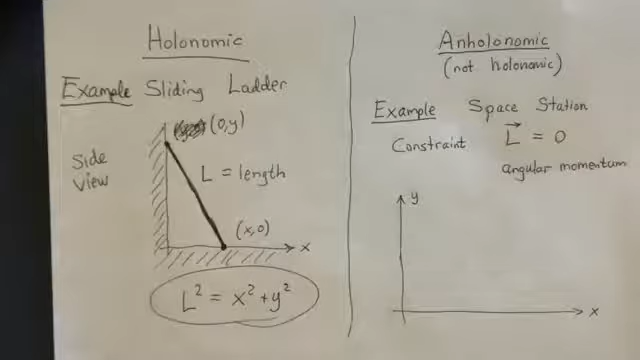 Holonomic
Example Sliding Ladder
(0,y)
Side
view
L = length
(x,0)
x
L² = x² + y²
Anholonomic
(not holonomic)
Example Space Station
Constraint L⃗ = 0
angular momentum
y
x